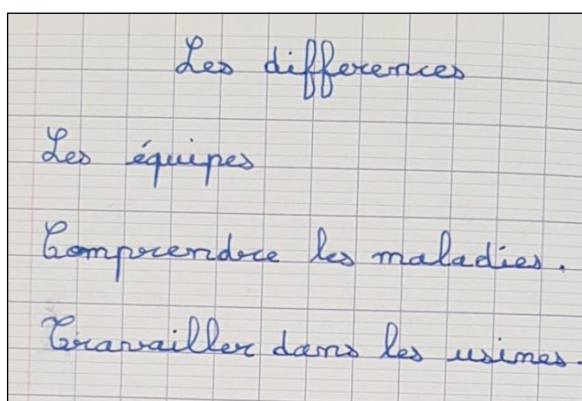 Les differences
Les équipes
Comprendre les maladies.
Travailler dans les usines.